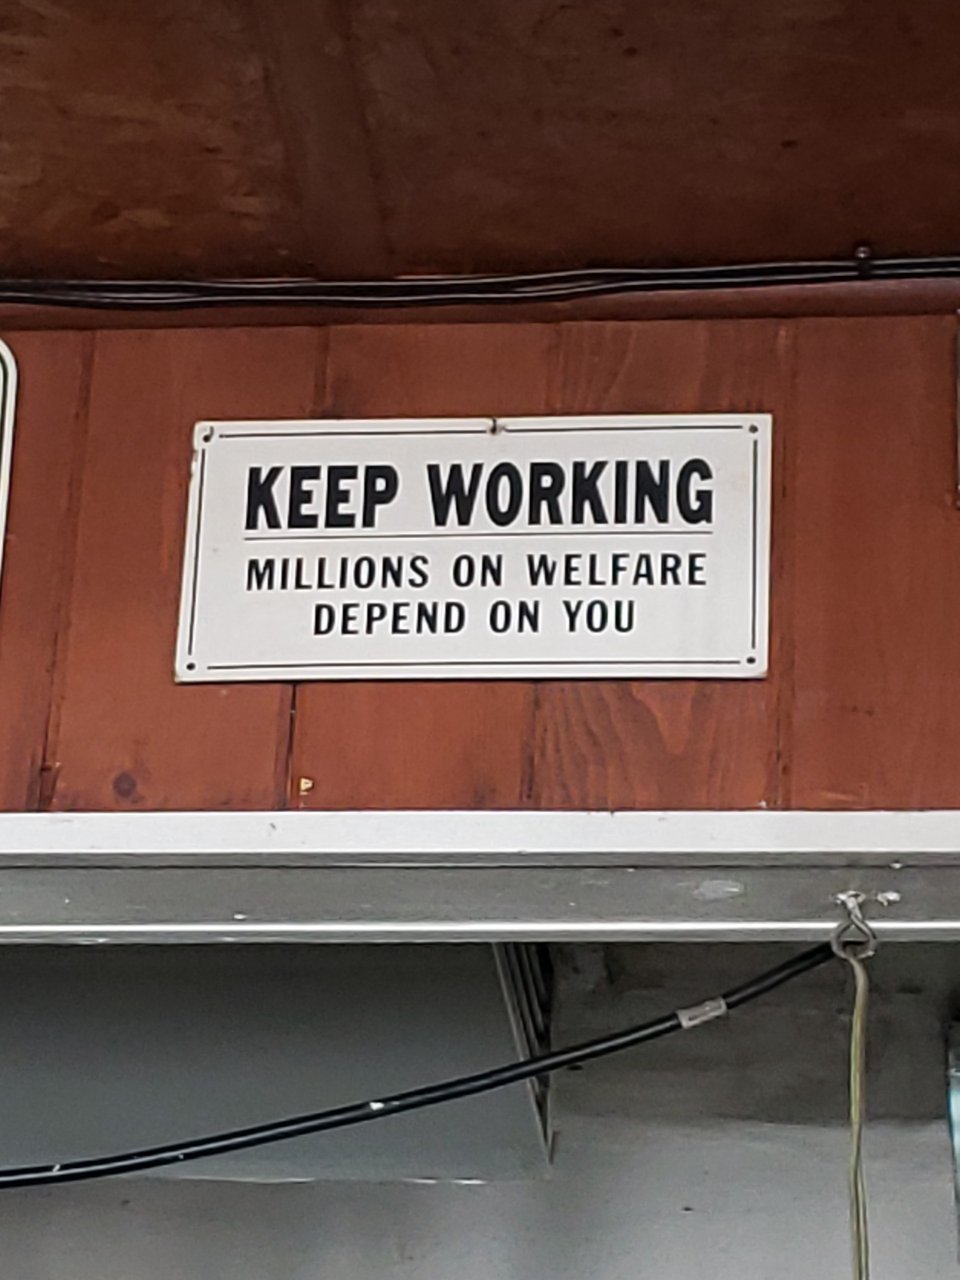 KEEP WORKING
MILLIONS ON WELFARE
DEPEND ON YOU